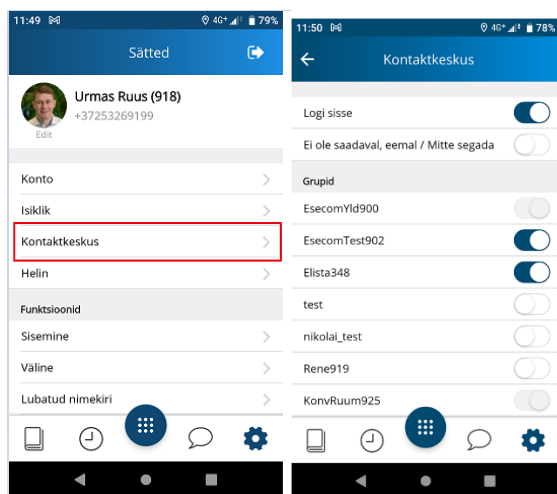 11:49 4G+ 79%
Sätted
Urmas Ruus (918)
+37253269199
Edit
Konto
Isiklik
Kontaktkeskus
Helin
Funktsioonid
Sisemine
Väline
Lubatud nimekiri
11:50 4G+ 78%
Kontaktkeskus
Logi sisse
Ei ole saadaval, eemal / Mitte segada
Grupid
EsecomYld900
EsecomTest902
Elista348
test
nikolai_test
Rene919
KonvRuum925